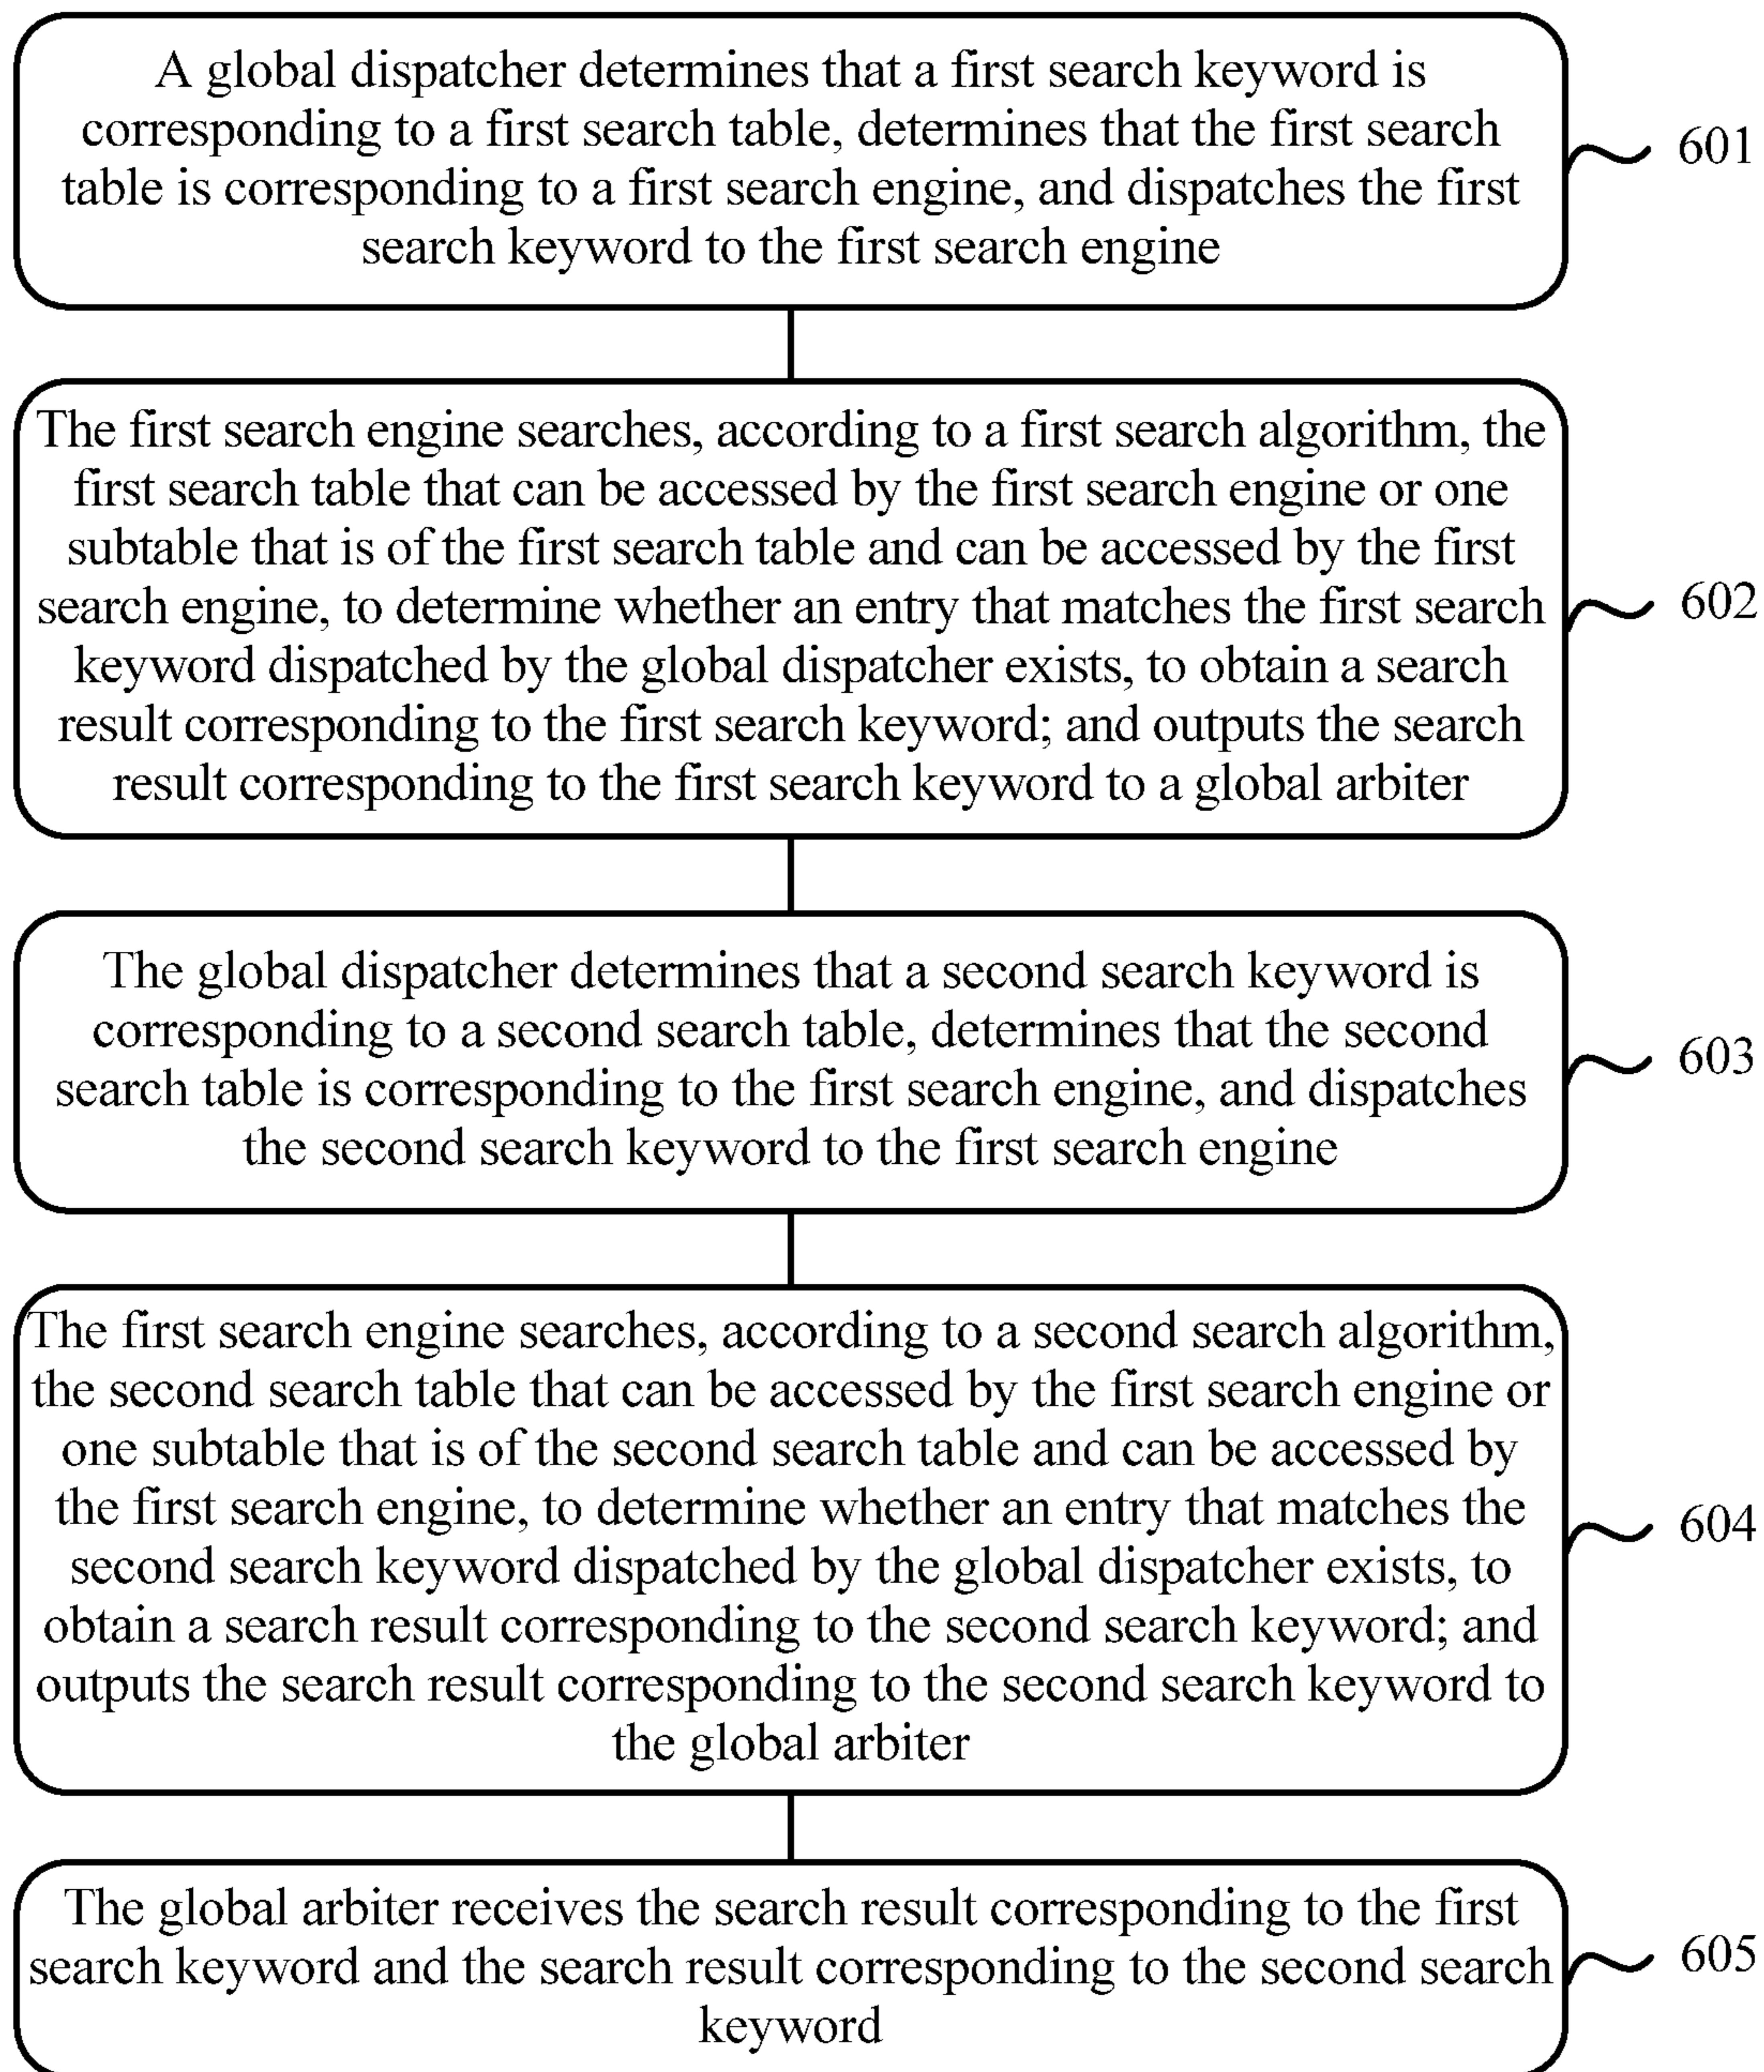 A global dispatcher determines that a first search keyword is
corresponding to a first search table, determines that the first search
table is corresponding to a first search engine, and dispatches the first
search keyword to the first search engine
601
The first search engine searches, according to a first search algorithm, the
first search table that can be accessed by the first search engine or one
subtable that is of the first search table and can be accessed by the first
search engine, to determine whether an entry that matches the first search
keyword dispatched by the global dispatcher exists, to obtain a search
result corresponding to the first search keyword; and outputs the search
result corresponding to the first search keyword to a global arbiter
602
The global dispatcher determines that a second search keyword is
corresponding to a second search table, determines that the second
search table is corresponding to the first search engine, and dispatches
the second search keyword to the first search engine
603
The first search engine searches, according to a second search algorithm,
the second search table that can be accessed by the first search engine or
one subtable that is of the second search table and can be accessed by
the first search engine, to determine whether an entry that matches the
second search keyword dispatched by the global dispatcher exists, to
obtain a search result corresponding to the second search keyword; and
outputs the search result corresponding to the second search keyword to
the global arbiter
604
The global arbiter receives the search result corresponding to the first
search keyword and the search result corresponding to the second search
keyword
605